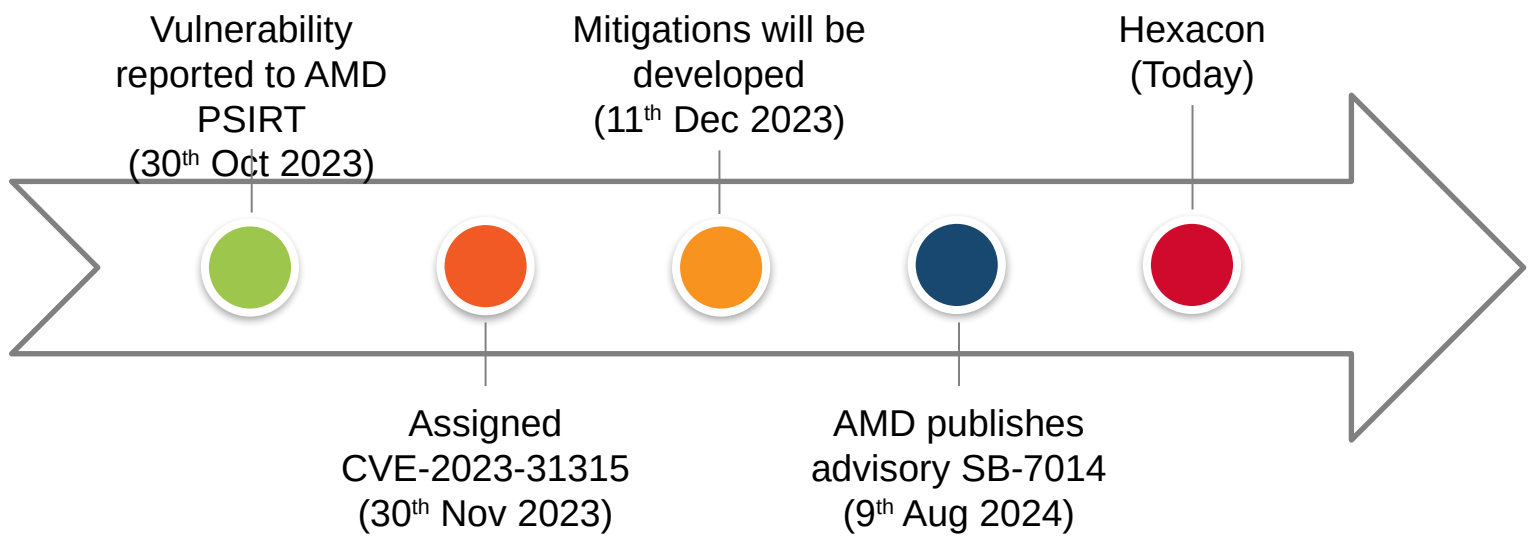 Vulnerability
reported to AMD
PSIRT
(30th Oct 2023)
Assigned
CVE-2023-31315
(30th Nov 2023)
Mitigations will be
developed
(11th Dec 2023)
AMD publishes
advisory SB-7014
(9th Aug 2024)
Hexacon
(Today)